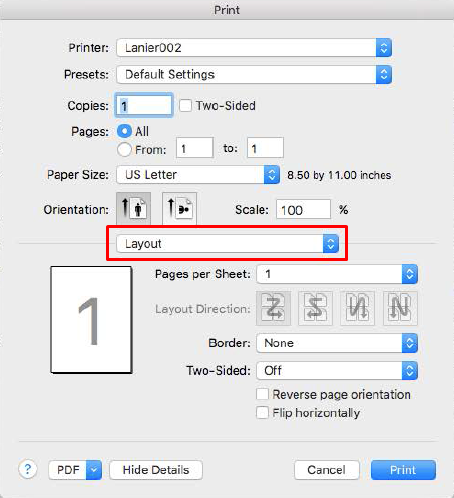 Print
Printer: Lanier002
Presets: Default Settings
Copies: 1 Two-Sided
Pages: All
From: 1 to: 1
Paper Size: US Letter 8.50 by 11.00 inches
Orientation: Scale: 100 %
Layout
1
Pages per Sheet: 1
Layout Direction:
Border: None
Two-Sided: Off
Reverse page orientation
Flip horizontally
? PDF Hide Details Cancel Print